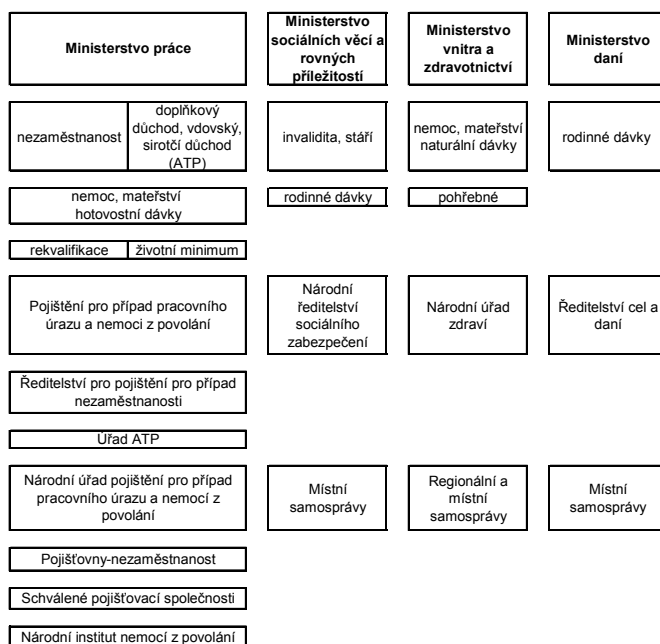 Ministerstvo práce
Ministerstvo
sociálních věcí a
rovných
příležitostí
Ministerstvo
vnitra a
zdravotnictví
Ministerstvo
daní
nezaměstnanost
doplňkový
důchod, vdovský,
sirotčí důchod
(ATP)
invalidita, stáří
nemoc, mateřství
naturální dávky
rodinné dávky
nemoc, mateřství
hotovostní dávky
rodinné dávky
pohřebné
rekvalifikace
životní minimum
Pojištění pro případ pracovního
úrazu a nemoci z povolání
Národní
ředitelství
sociálního
zabezpečení
Národní úřad
zdraví
Ředitelství cel a
daní
Ředitelství pro pojištění pro případ
nezaměstnanosti
Úřad ATP
Národní úřad pojištění pro případ
pracovního úrazu a nemocí z
povolání
Místní
samosprávy
Regionální a
místní
samosprávy
Místní
samosprávy
Pojišťovny-nezaměstnanost
Schválené pojišťovací společnosti
Národní institut nemocí z povolání